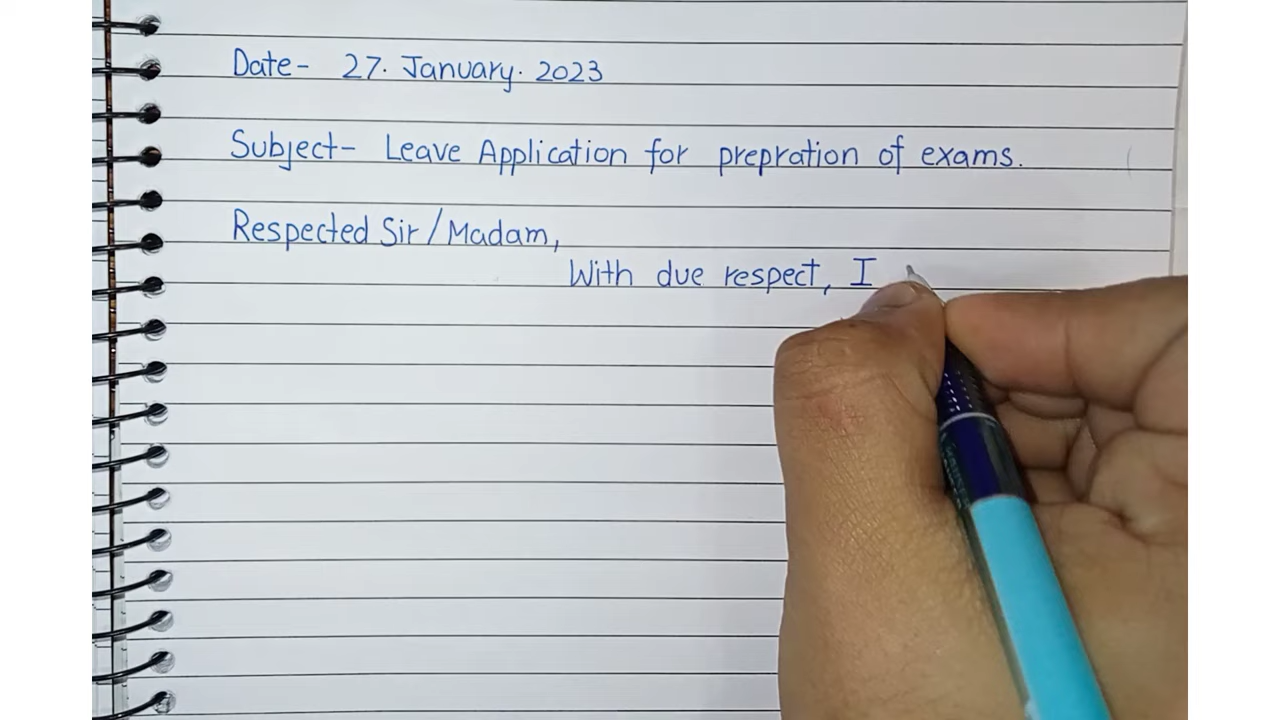 Date- 27. January. 2023
Subject- Leave Application for prepration of exams.
Respected Sir/Madam,
With due respect, I